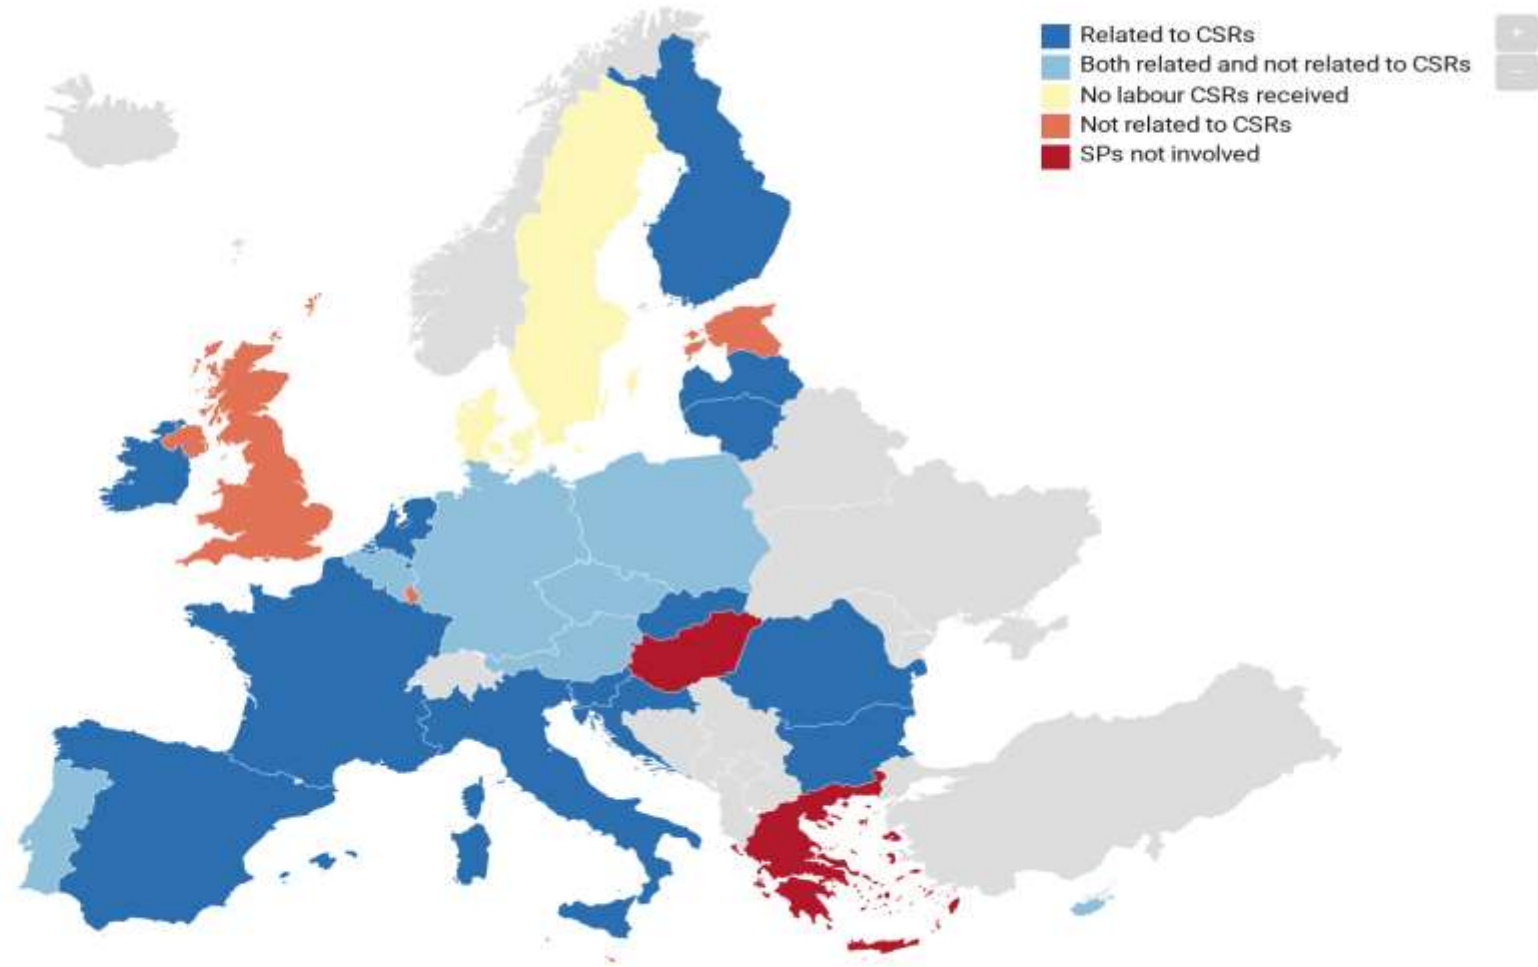 Related to CSRs
Both related and not related to CSRs
No labour CSRs received
Not related to CSRs
SPs not involved